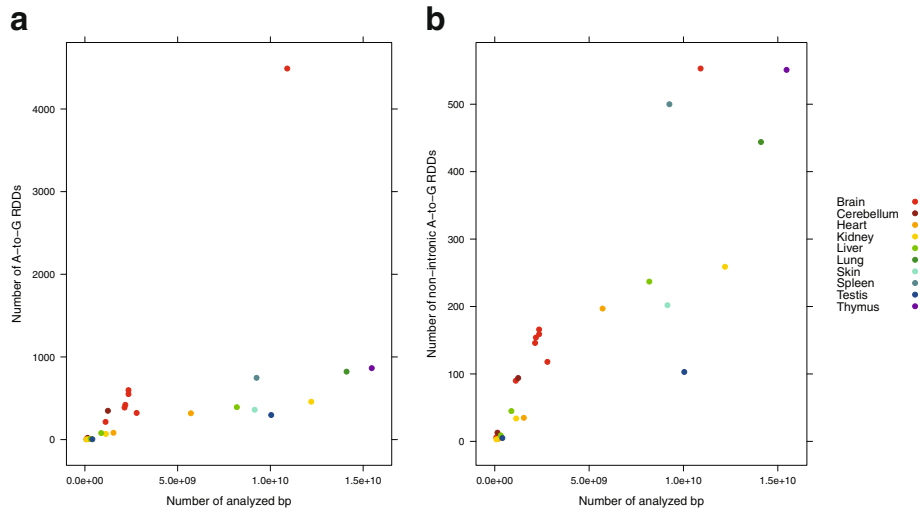 a
Number of A-to-G RDDs
4000
3000
2000
1000
0
0.0e+00
5.0e+09
1.0e+10
1.5e+10
Number of analyzed bp
b
Number of non-intronic A-to-G RDDs
500
400
300
200
100
0
0.0e+00
5.0e+09
1.0e+10
1.5e+10
Number of analyzed bp
Brain
Cerebellum
Heart
Kidney
Liver
Lung
Skin
Spleen
Testis
Thymus